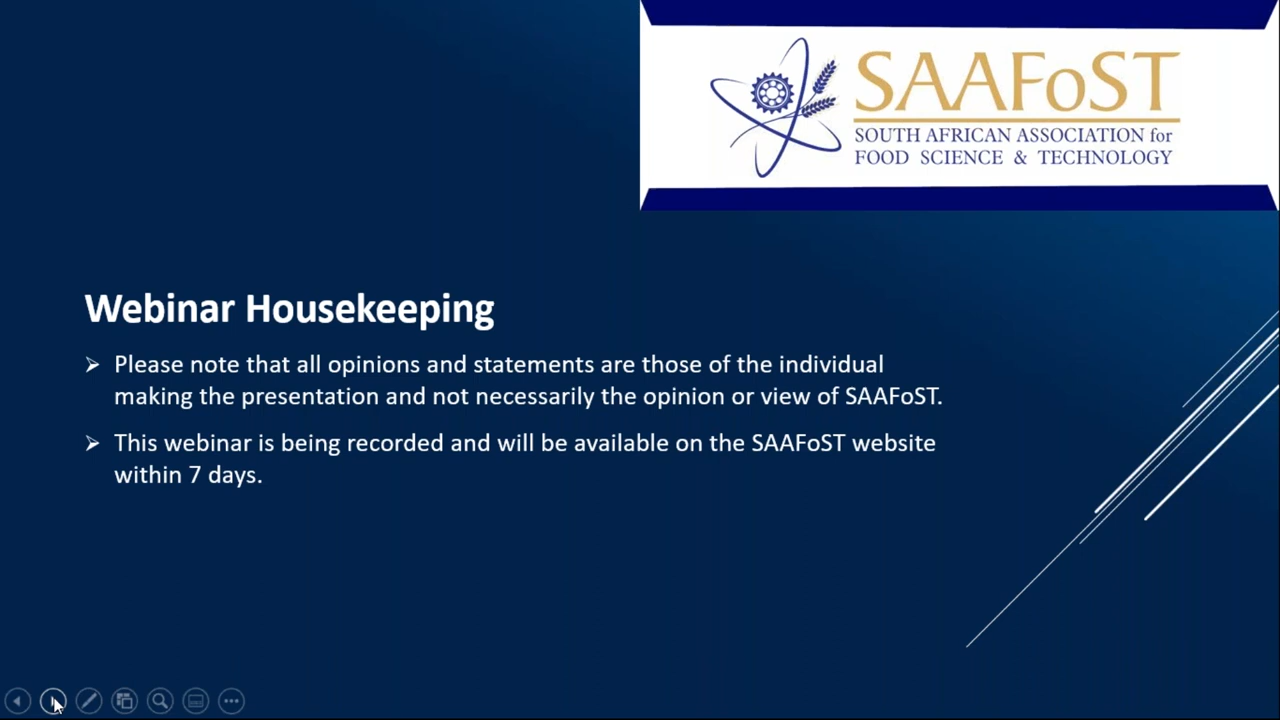 SAAFoST
SOUTH AFRICAN ASSOCIATION for
FOOD SCIENCE & TECHNOLOGY
Webinar Housekeeping
➢ Please note that all opinions and statements are those of the individual
making the presentation and not necessarily the opinion or view of SAAFoST.
➢ This webinar is being recorded and will be available on the SAAFoST website
within 7 days.